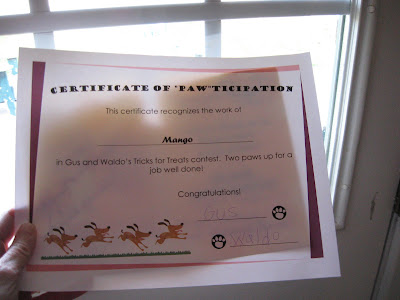 CERTIFICATE OF "PAW"TICIPATION
This certificate recognizes the work of
Mango
in Gus and Waldo's Tricks for Treats contest. Two paws up for a
job well done!
Congratulations!
Gus
Waldo